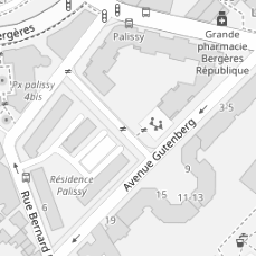 Bergères
Palissy
Grande
pharmacie
Bergères
République
Px palissy
4bis
3-5
Avenue Gutenberg
Résidence
Palissy
Rue Bernard
15
11
13
9
19